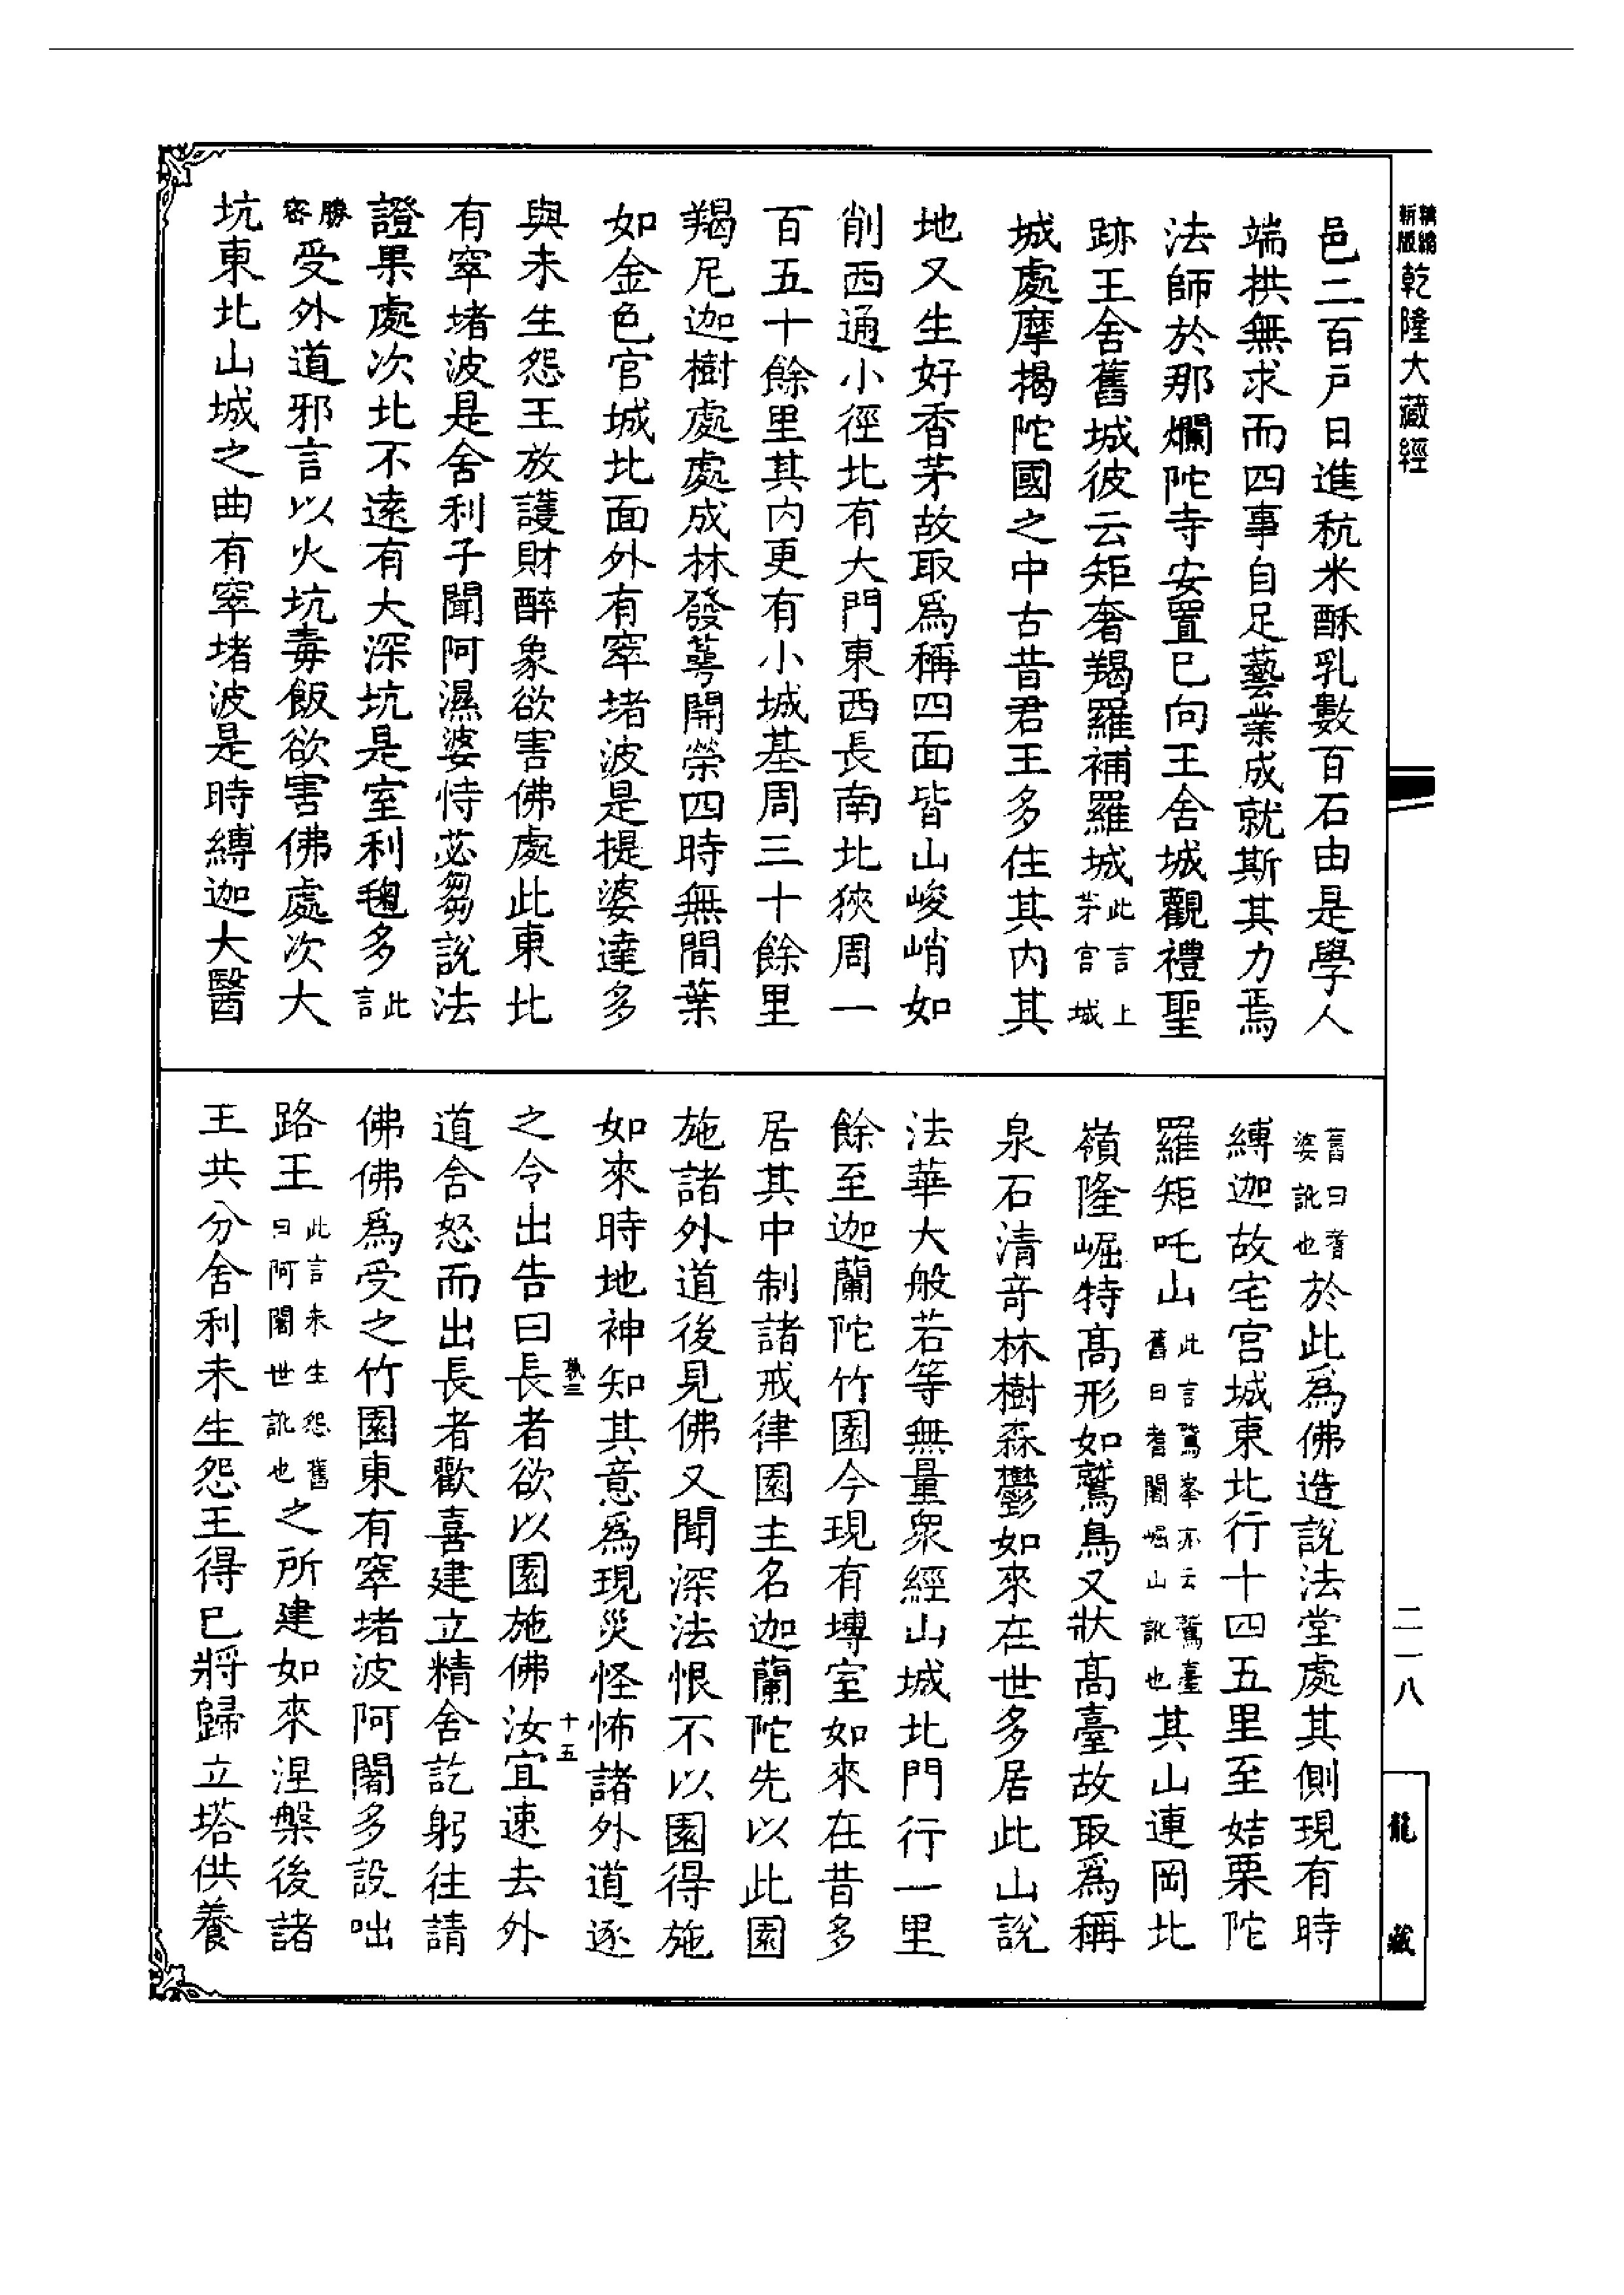 精縮新版乾隆大藏經
邑二百戶日進秔米酥乳數百石由是學人
端拱無求而四事自足藝業成就斯其力焉
法師於那爛陀寺安置已向王舍城觀禮聖
跡王舍舊城彼云矩奢羯羅補羅城此言上茅宮城
城處摩揭陀國之中古昔君王多住其內其
地又生好香茅故取為稱四面皆山峻峭如
削西通小徑北有大門東西長南北狹周一
百五十餘里其內更有小城基周三十餘里
羯尼迦樹處處成林發蕚開榮四時無間葉
如金色宮城北面外有窣堵波是提婆達多
與未生怨王放護財醉象欲害佛處此東北
有窣堵波是舍利子聞阿濕婆恃苾芻說法
證果處次北不遠有大深坑是室利毱多此言
勝密受外道邪言以火坑毒飯欲害佛處次大
坑東北山城之曲有窣堵波是時縛迦大醫
舊曰耆婆訛也於此為佛造說法堂處其側現有時
縛迦故宅宮城東北行十四五里至姞栗陀
羅矩吒山此言鷲峯亦云鷲臺舊曰耆闍崛山訛也其山連岡北
嶺隆崛特高形如鷲鳥又狀高臺故取為稱
泉石清奇林樹森鬱如來在世多居此山說
法華大般若等無量衆經山城北門行一里
餘至迦蘭陀竹園今現有塼室如來在昔多
居其中制諸戒律園主名迦蘭陀先以此園
施諸外道後見佛又聞深法恨不以園得施
如來時地神知其意為現災怪怖諸外道逐
之令出告曰長者欲以園施佛汝宜速去外
道含怒而出長者歡喜建立精舍訖躬往請
佛佛為受之竹園東有窣堵波阿闍多設咄
路王此言未生怨舊曰阿闍世訛也之所建如來涅槃後諸
王共分舍利未生怨王得已將歸立塔供養
十五
二一八
龍藏